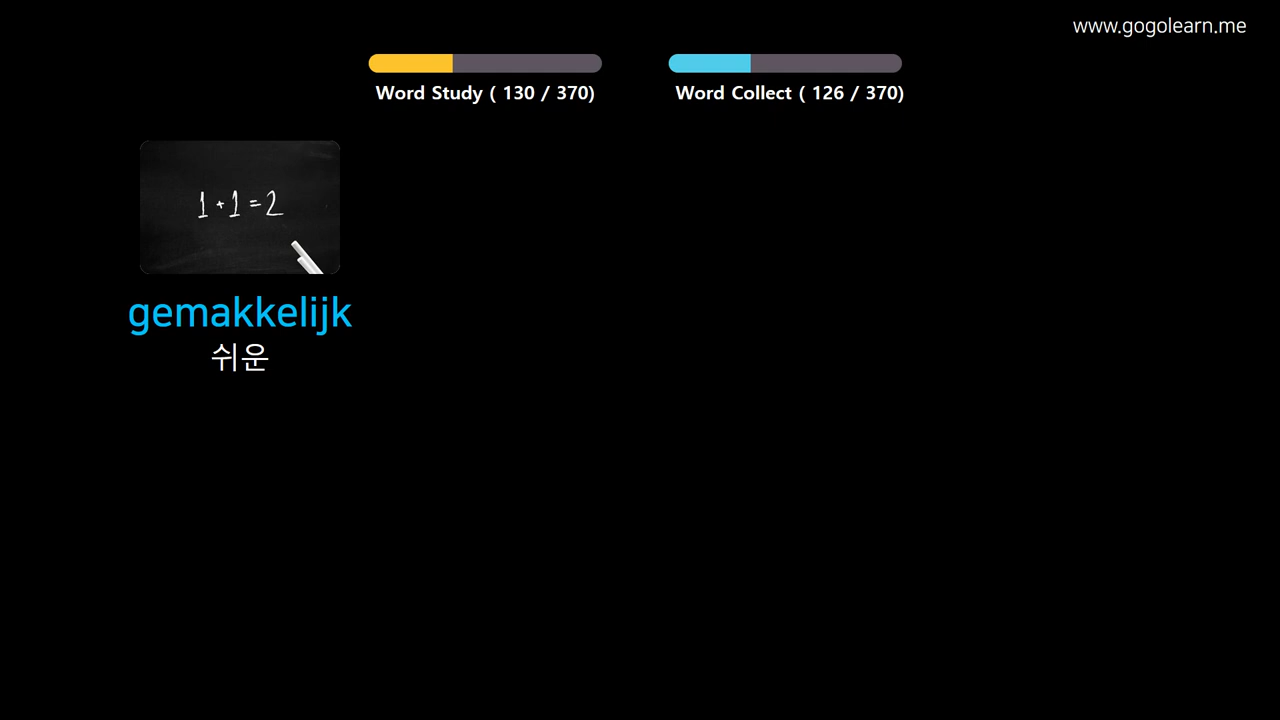 www.gogolearn.me
Word Study ( 130 / 370)
Word Collect ( 126 / 370)
1+1=2
gemakkelijk
쉬운